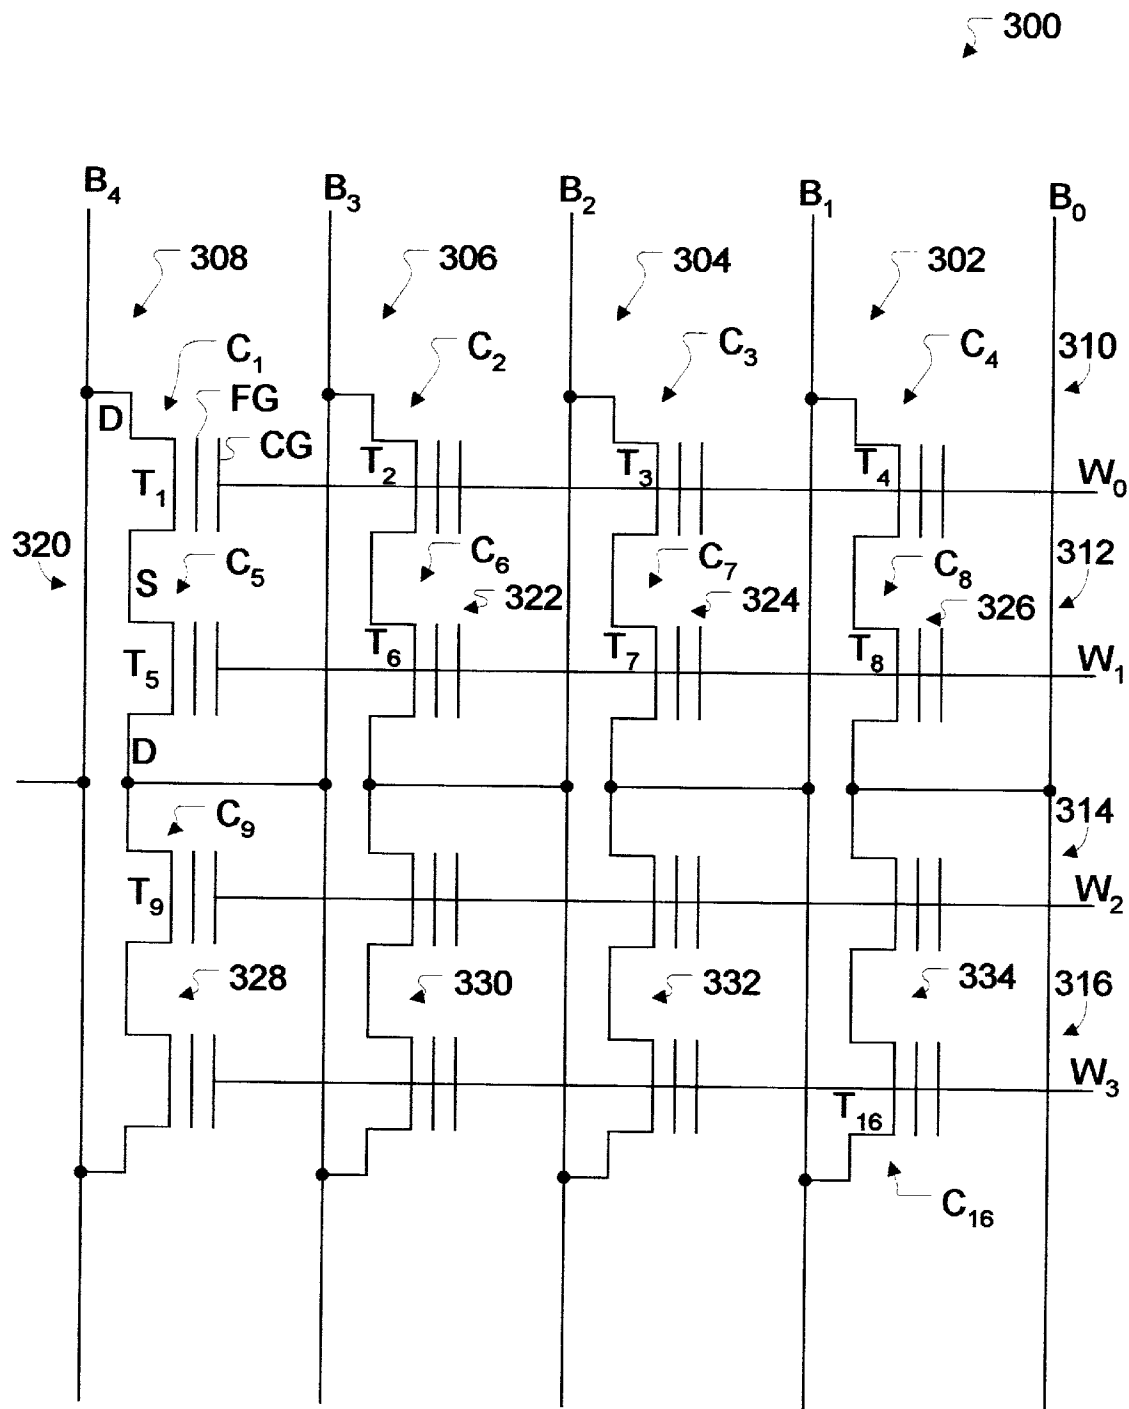 300
B₄ B₃ B₂ B₁ B₀
308 306 304 302
C₁ C₂ C₃ C₄ 310
FG
D CG
T₁ T₂ T₃ T₄ W₀
320 S C₅ C₆ C₇ C₈ 312
322 324 326
T₅ T₆ T₇ T₈ W₁
D
C₉ 314
T₉ W₂
328 330 332 334 316
W₃
T₁₆
C₁₆